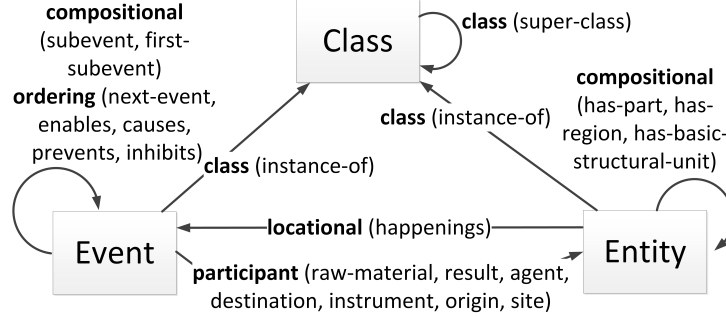 compositional
(subevent, first-
subevent)
ordering (next-event,
enables, causes,
prevents, inhibits)
Class
class (super-class)
compositional
(has-part, has-
region, has-basic-
structural-unit)
class (instance-of)
class (instance-of)
locational (happenings)
Event
Entity
participant (raw-material, result, agent,
destination, instrument, origin, site)